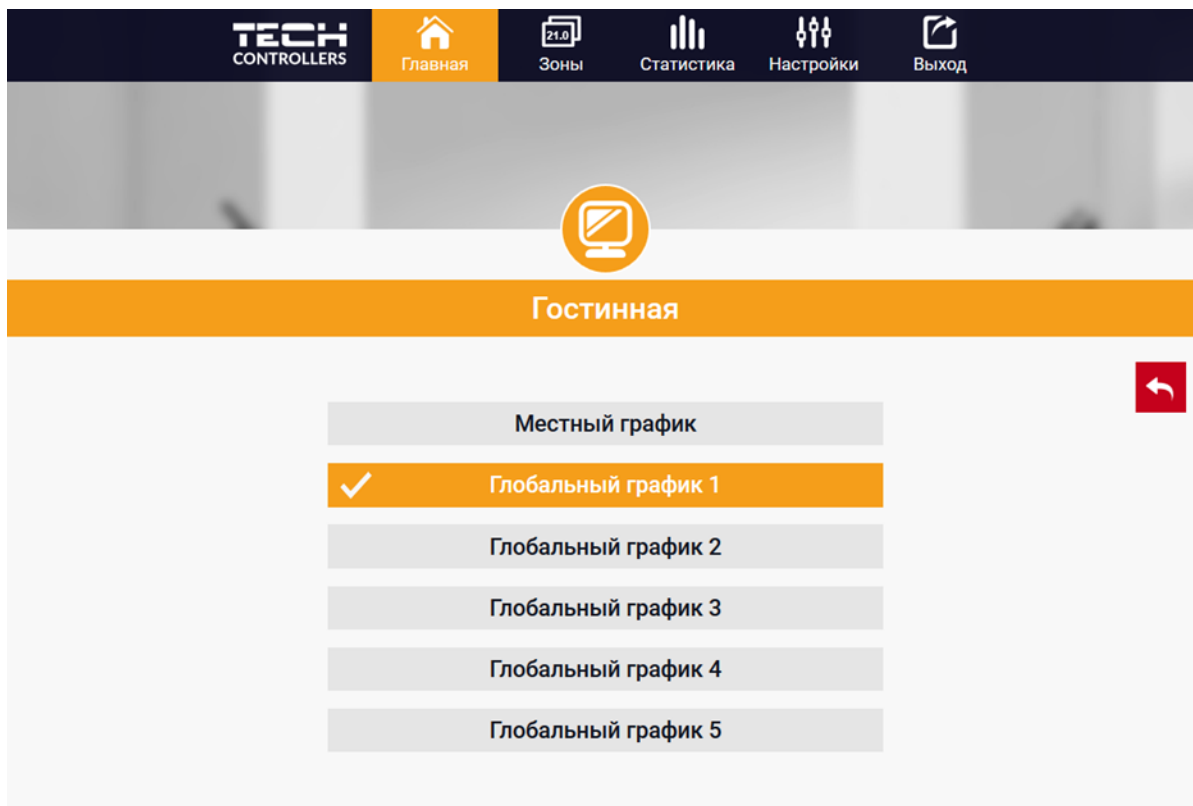 TECH
CONTROLLERS
Главная
21.0
Зоны
Статистика
Настройки
Выход
Гостинная
Местный график
Глобальный график 1
Глобальный график 2
Глобальный график 3
Глобальный график 4
Глобальный график 5